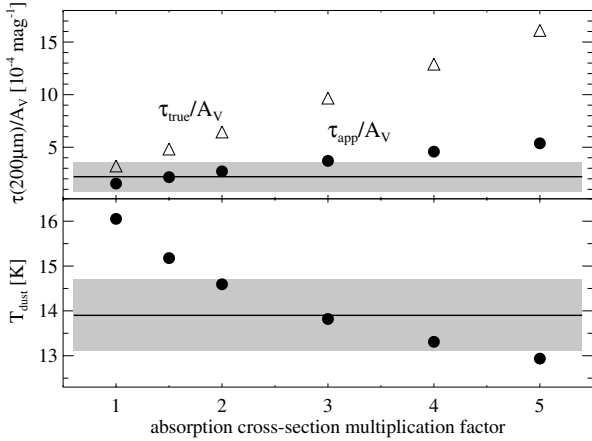 τ(200μm)/A_V [10⁻⁴ mag⁻¹]
15
10
5
τ_true/A_V
τ_app/A_V
T_dust [K]
16
15
14
13
1 2 3 4 5
absorption cross-section multiplication factor